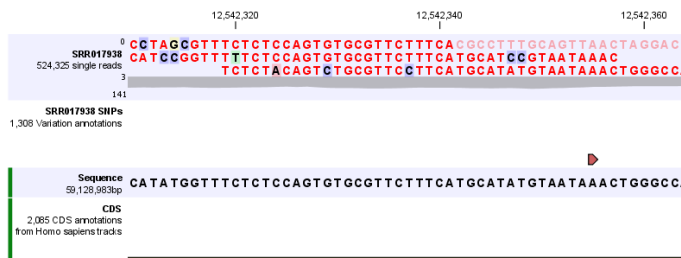 12,542,320 12,542,340 12,542,360
0
CCTAGCGTTTCTCTCCAGTGTGCGTTCTTTCACGCCTTTGCAGTTAACTAGGAC
SRR017938
CATCCGGTTTTCTCCAGTGTGCGTTCTTTCATGCATCCGTAATAAAC
524,325 single reads
TCTCTACAGTCTGCGTTCCTTCATGCATATGTAATAAACTGGGCCA
3
141
SRR017938 SNPs
1,308 Variation annotations
Sequence
CATATGGTTTCTCTCCAGTGTGCGTTCTTTCATGCATATGTAATAAACTGGGCCA
59,128,983bp
CDS
2,085 CDS annotations
from Homo sapiens tracks